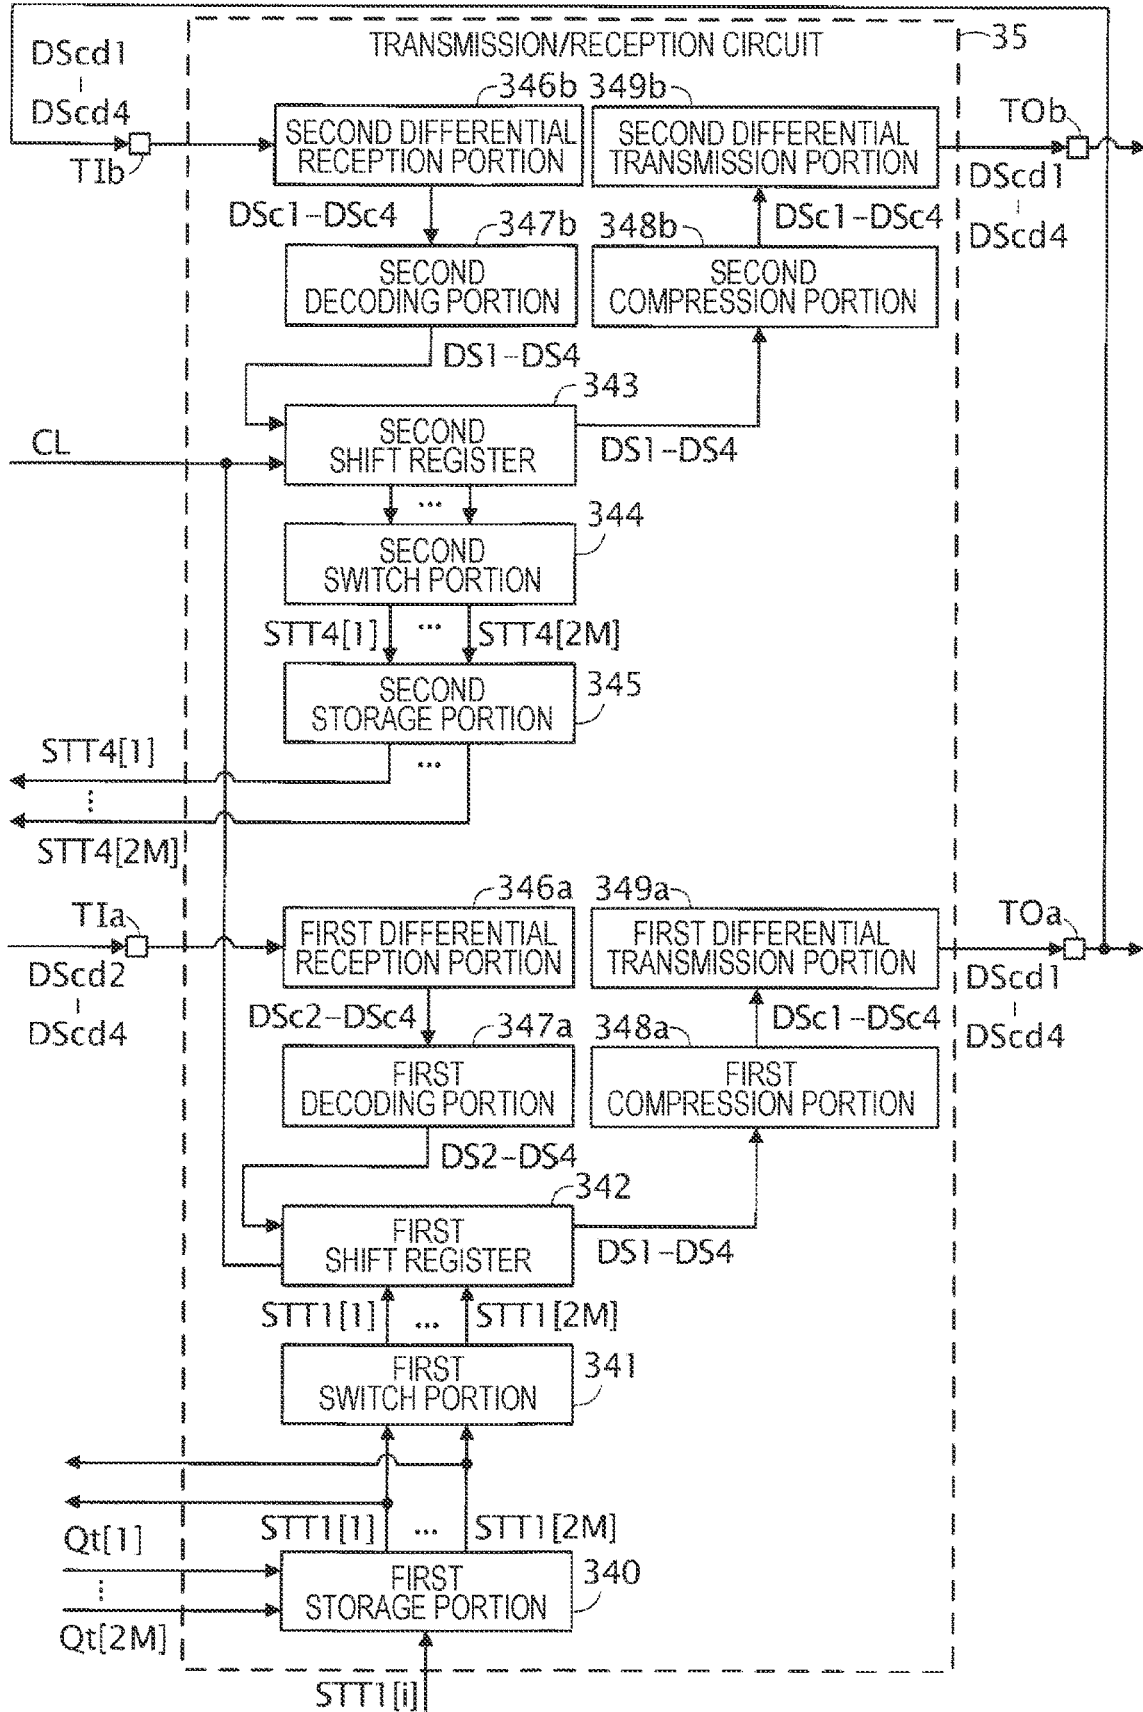 TRANSMISSION/RECEPTION CIRCUIT
35
DScd1
|
DScd4
TIb
346b
SECOND DIFFERENTIAL
RECEPTION PORTION
349b
SECOND DIFFERENTIAL
TRANSMISSION PORTION
TOb
DScd1
|
DScd4
DSc1-DSc4
347b
SECOND
DECODING PORTION
DSc1-DSc4
348b
SECOND
COMPRESSION PORTION
DS1-DS4
343
SECOND
SHIFT REGISTER
DS1-DS4
CL
...
344
SECOND
SWITCH PORTION
STT4[1]
...
STT4[2M]
345
SECOND
STORAGE PORTION
...
STT4[1]
...
STT4[2M]
TIa
DScd2
|
DScd4
346a
FIRST DIFFERENTIAL
RECEPTION PORTION
349a
FIRST DIFFERENTIAL
TRANSMISSION PORTION
TOa
DScd1
|
DScd4
DSc2-DSc4
347a
FIRST
DECODING PORTION
DSc1-DSc4
348a
FIRST
COMPRESSION PORTION
DS2-DS4
342
FIRST
SHIFT REGISTER
DS1-DS4
STT1[1]
...
STT1[2M]
341
FIRST
SWITCH PORTION
STT1[1]
...
STT1[2M]
Qt[1]
...
Qt[2M]
340
FIRST
STORAGE PORTION
STT1[i]